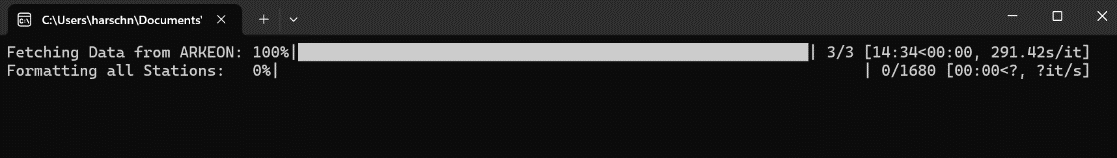 C:\Users\harschn\Documents'
Fetching Data from ARKEON: 100%| | 3/3 [14:34<00:00, 291.42s/it]
Formatting all Stations: 0%| | 0/1680 [00:00<?, ?it/s]